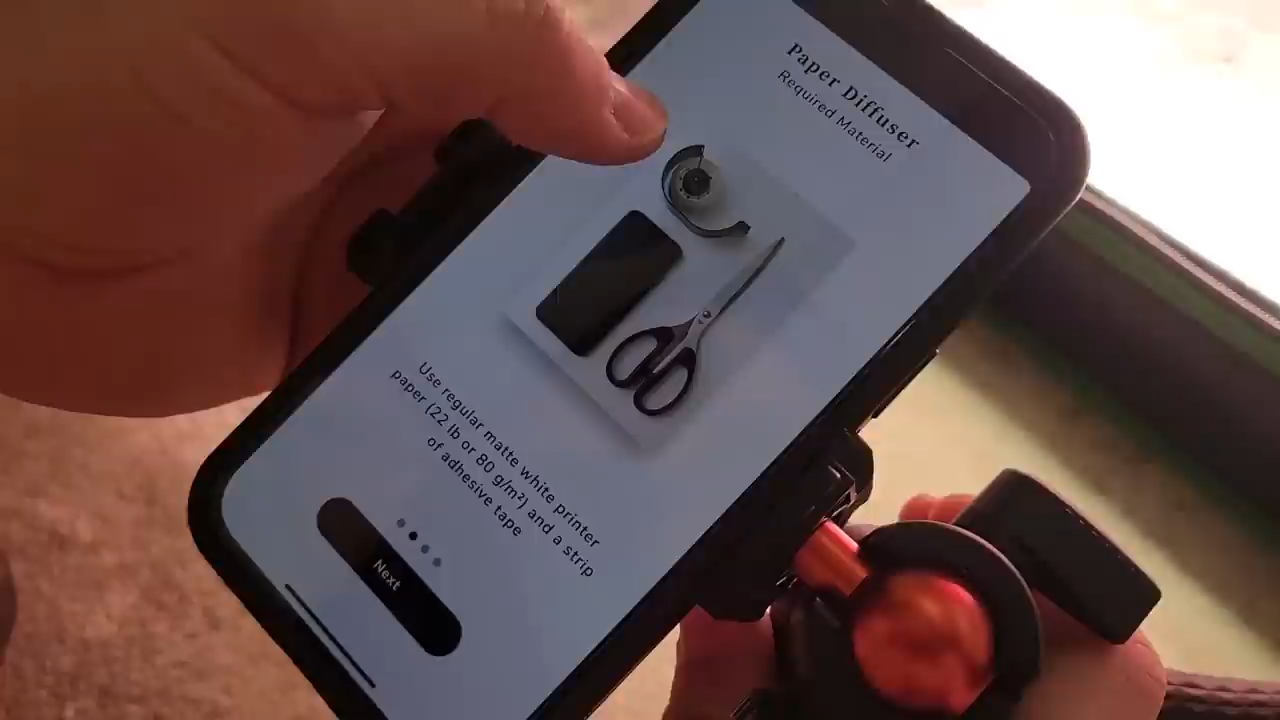 Paper Diffuser
Required Material
Use regular matte white printer
paper (22 lb or 80 g/m²) and a strip
of adhesive tape
Next